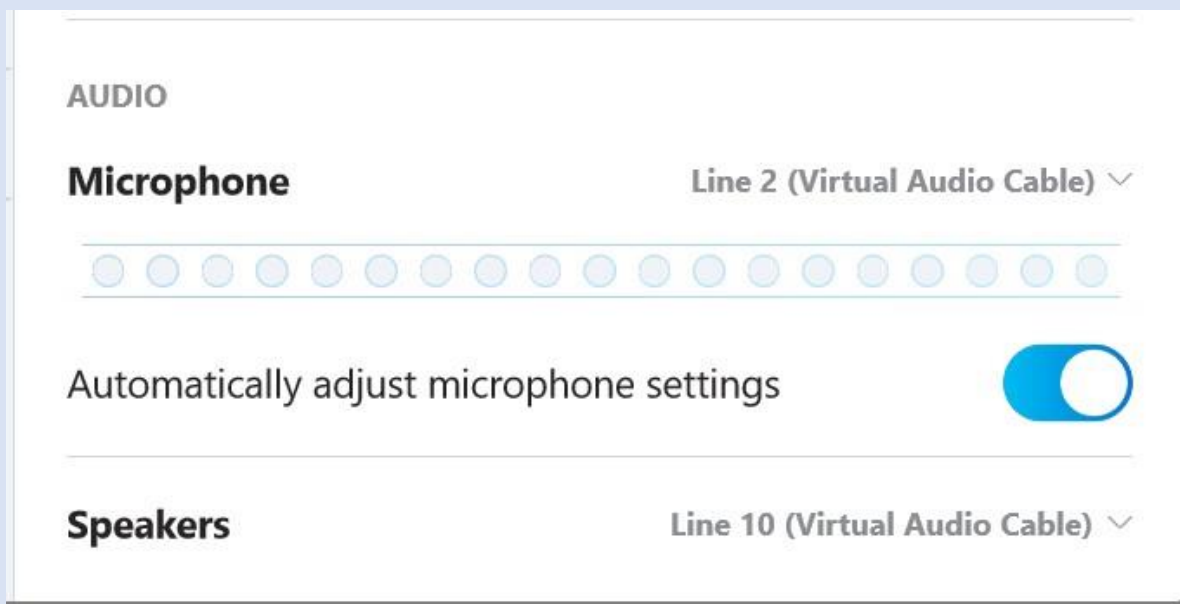 AUDIO
Microphone Line 2 (Virtual Audio Cable)
Automatically adjust microphone settings
Speakers Line 10 (Virtual Audio Cable)